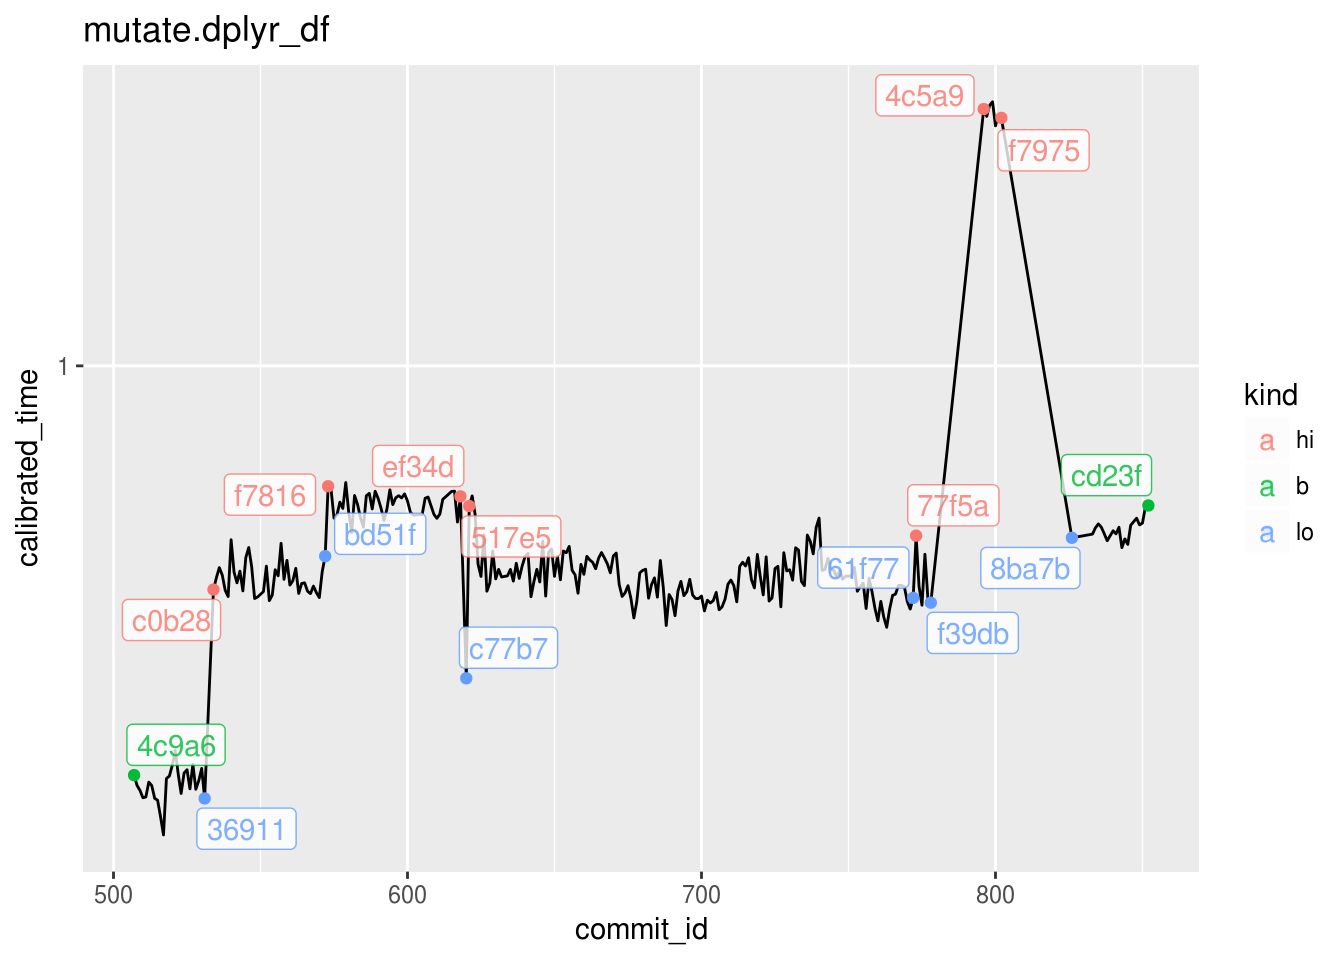 mutate.dplyr_df
4c5a9
f7975
1
calibrated_time
kind
a hi
a b
a lo
ef34d
f7816
cd23f
77f5a
bd51f
517e5
61f77
8ba7b
c0b28
f39db
c77b7
4c9a6
36911
500 600 700 800
commit_id